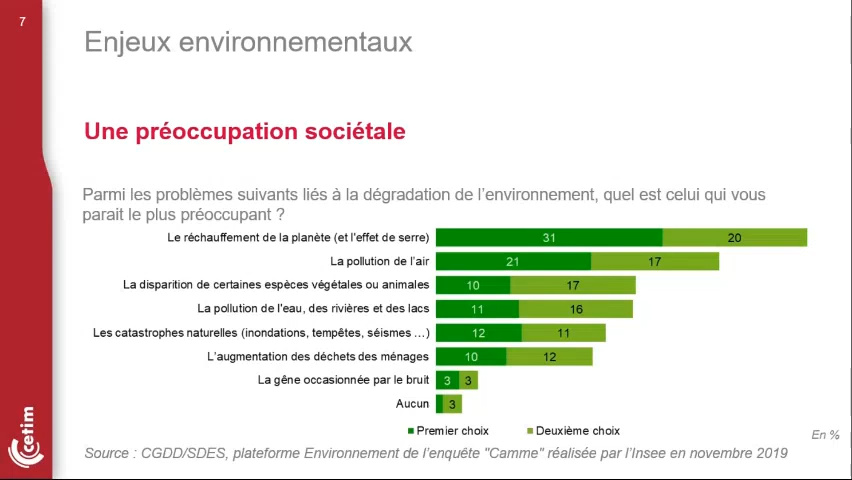 7
Enjeux environnementaux
Une préoccupation sociétale
Parmi les problèmes suivants liés à la dégradation de l'environnement, quel est celui qui vous
parait le plus préoccupant ?
Le réchauffement de la planète (et l'effet de serre) 31 20
La pollution de l'air 21 17
La disparition de certaines espèces végétales ou animales 10 17
La pollution de l'eau, des rivières et des lacs 11 16
Les catastrophes naturelles (inondations, tempêtes, séismes ...) 12 11
L'augmentation des déchets des ménages 10 12
La gêne occasionnée par le bruit 3 3
Aucun 3
Premier choix Deuxième choix
En %
Source : CGDD/SDES, plateforme Environnement de l'enquête "Camme" réalisée par l'Insee en novembre 2019
cetim